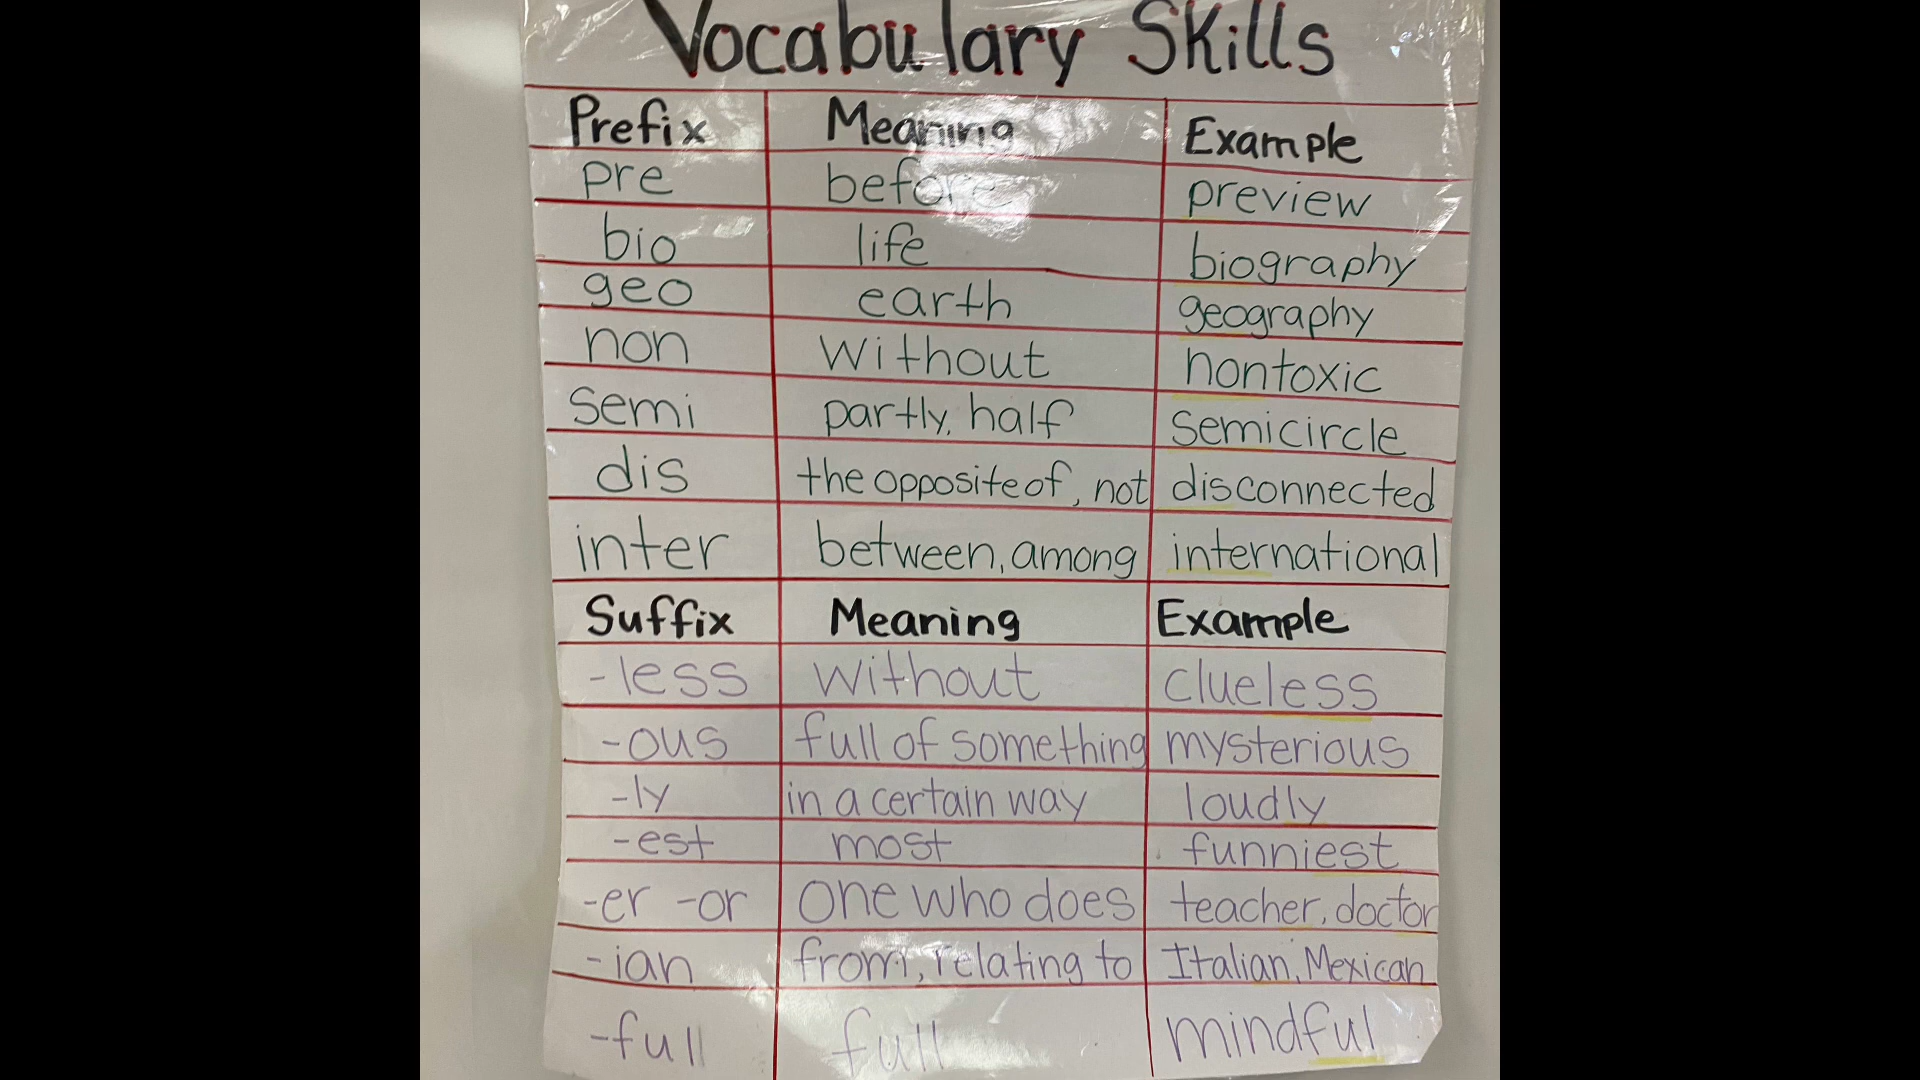 Vocabulary Skills
Prefix Meaning Example
pre before preview
bio life biography
geo earth geography
non without nontoxic
semi partly, half semicircle
dis the opposite of, not disconnected
inter between, among international
Suffix Meaning Example
-less without clueless
-ous full of something mysterious
-ly in a certain way loudly
-est most funniest
-er -or one who does teacher, doctor
-ian from, relating to Italian, Mexican
-full full mindful